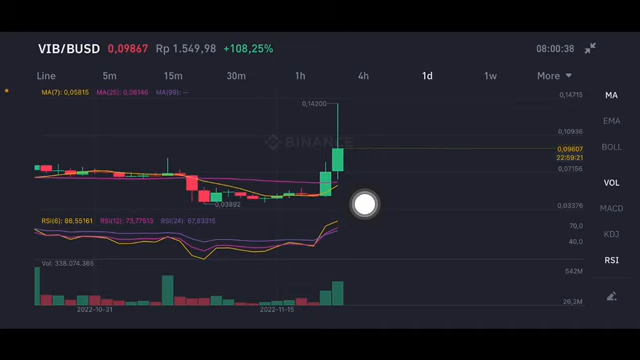 VIB/BUSD 0,09867 Rp 1.549,98 +108,25% 08:00:38
Line 5m 15m 30m 1h 4h 1d 1w More
MA(7): 0,05815 MA(25): 0,06146 MA(99): --
0,14715
MA
0,14200
EMA
0,10936
BINANCE
BOLL
0,09607
22:59:21
0,07156
VOL
0,03892
0,03376
MACD
RSI(6): 86,55161 RSI(12): 73,77513 RSI(24): 67,83315
70,0
KDJ
40,0
RSI
Vol: 338.074.365
542M
26,2M
2022-10-31 2022-11-15